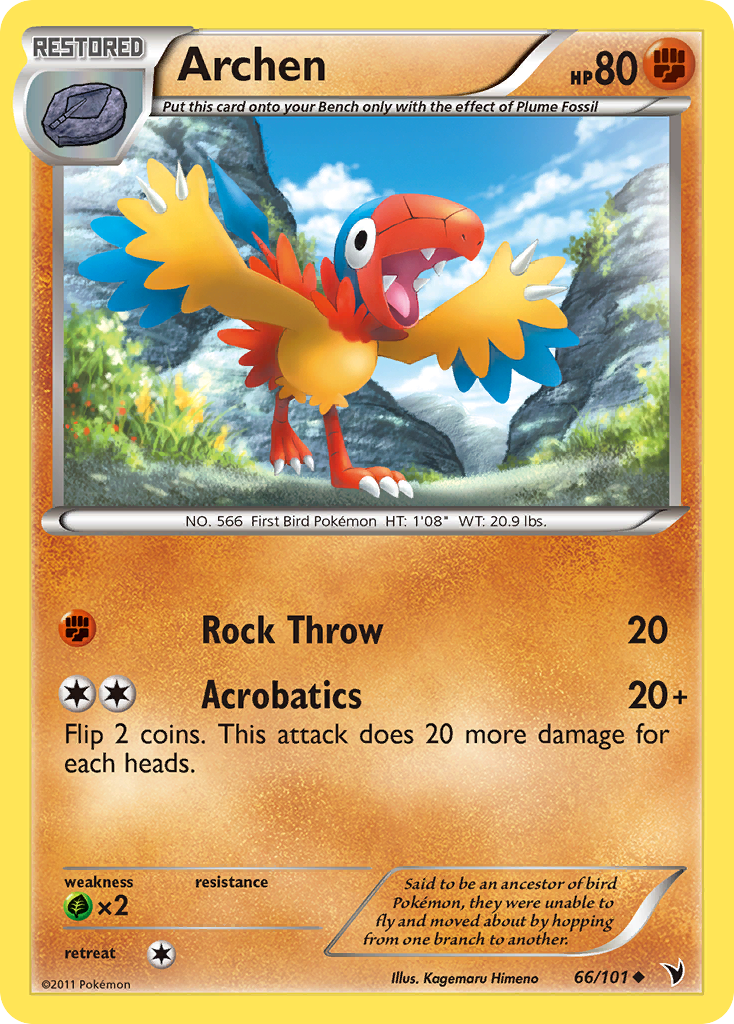 RESTORED
Archen
HP80
Put this card onto your Bench only with the effect of Plume Fossil
NO. 566 First Bird Pokémon HT: 1'08" WT: 20.9 lbs.
Rock Throw 20
Acrobatics 20+
Flip 2 coins. This attack does 20 more damage for
each heads.
weakness resistance
×2
retreat
Said to be an ancestor of bird
Pokémon, they were unable to
fly and moved about by hopping
from one branch to another.
©2011 Pokémon
Illus. Kagemaru Himeno
66/101